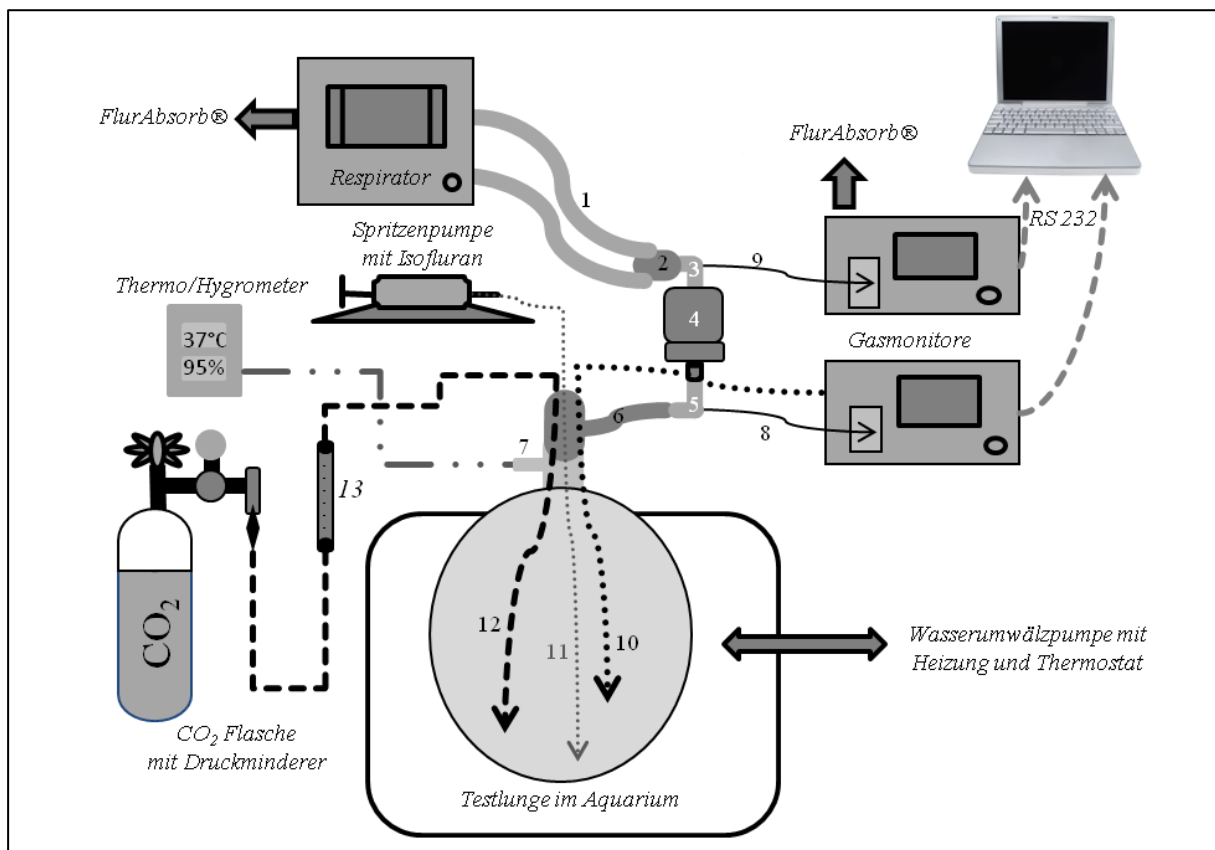 FlurAbsorb®
Respirator
1
Spritzenpumpe
mit Isofluran
2
3
9
4
FlurAbsorb®
RS 232
Gasmonitore
Thermo/Hygrometer
37°C
95%
5
6
7
8
13
CO₂
CO₂ Flasche
mit Druckminderer
12
11
10
Testlunge im Aquarium
Wasserumwälzpumpe mit
Heizung und Thermostat